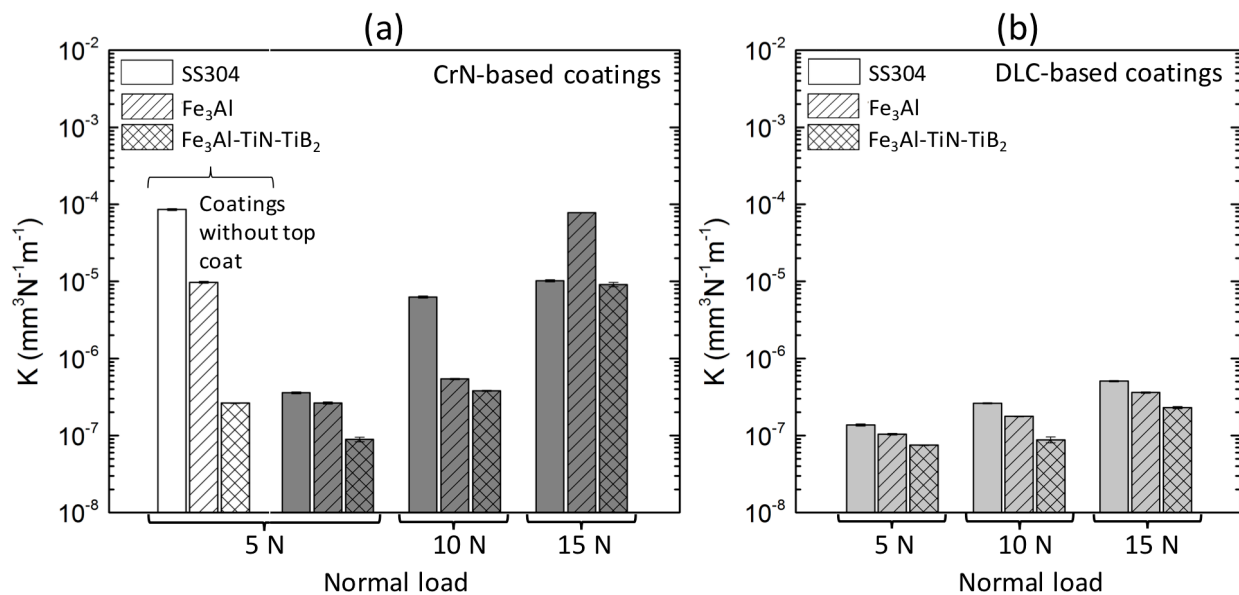 (a)
CrN-based coatings
SS304
Fe₃Al
Fe₃Al-TiN-TiB₂
Coatings
without top
coat
10⁻²
10⁻³
10⁻⁴
10⁻⁵
10⁻⁶
10⁻⁷
10⁻⁸
K (mm³N⁻¹m⁻¹)
5 N
10 N
15 N
Normal load
(b)
DLC-based coatings
SS304
Fe₃Al
Fe₃Al-TiN-TiB₂
10⁻²
10⁻³
10⁻⁴
10⁻⁵
10⁻⁶
10⁻⁷
10⁻⁸
K (mm³N⁻¹m⁻¹)
5 N
10 N
15 N
Normal load